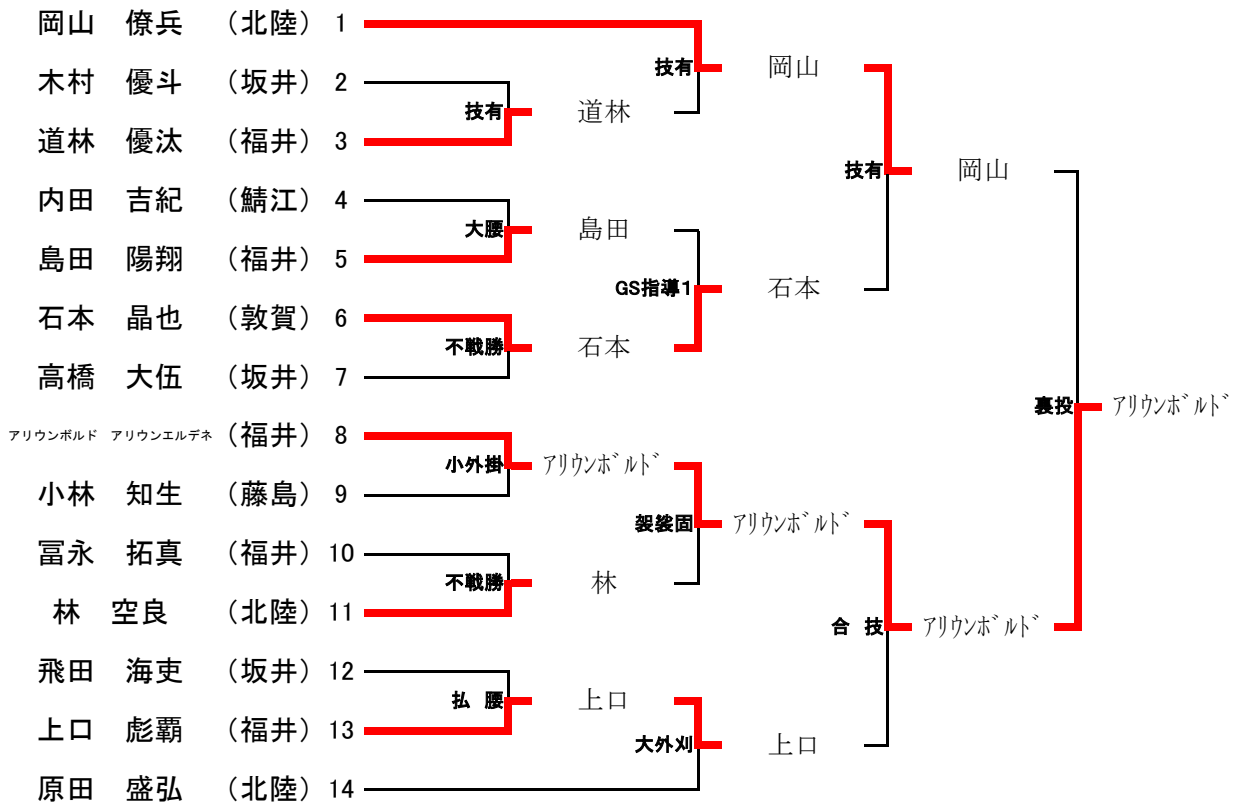 岡山　僚兵　（北陸） 1
技有　岡山
木村　優斗　（坂井） 2
技有　道林
道林　優汰　（福井） 3
技有　岡山
内田　吉紀　（鯖江） 4
大腰　島田
島田　陽翔　（福井） 5
GS指導1　石本
石本　晶也　（敦賀） 6
不戦勝　石本
高橋　大伍　（坂井） 7
裏投　アリウンボルド
アリウンボルド　アリウンエルデネ （福井） 8
小外掛　アリウンボルド
小林　知生　（藤島） 9
袈裟固　アリウンボルド
冨永　拓真　（福井） 10
不戦勝　林
林　空良　（北陸） 11
合　技　アリウンボルド
飛田　海吏　（坂井） 12
払　腰　上口
上口　彪覇　（福井） 13
大外刈　上口
原田　盛弘　（北陸） 14